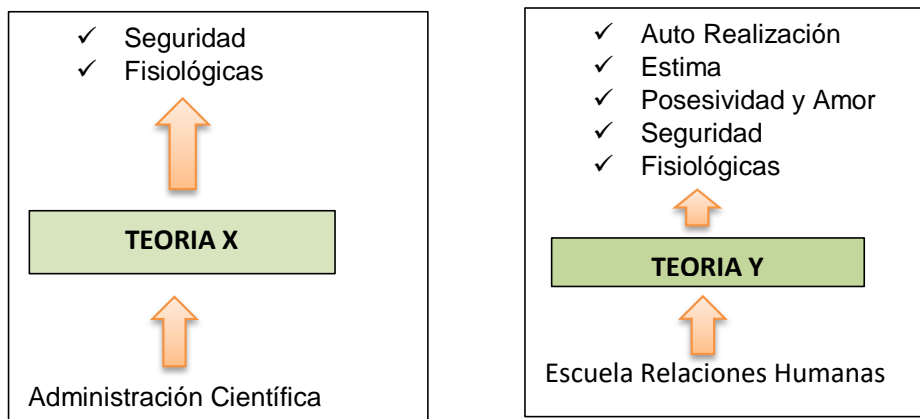 ✓ Seguridad
✓ Fisiológicas
TEORIA X
Administración Científica
✓ Auto Realización
✓ Estima
✓ Posesividad y Amor
✓ Seguridad
✓ Fisiológicas
TEORIA Y
Escuela Relaciones Humanas